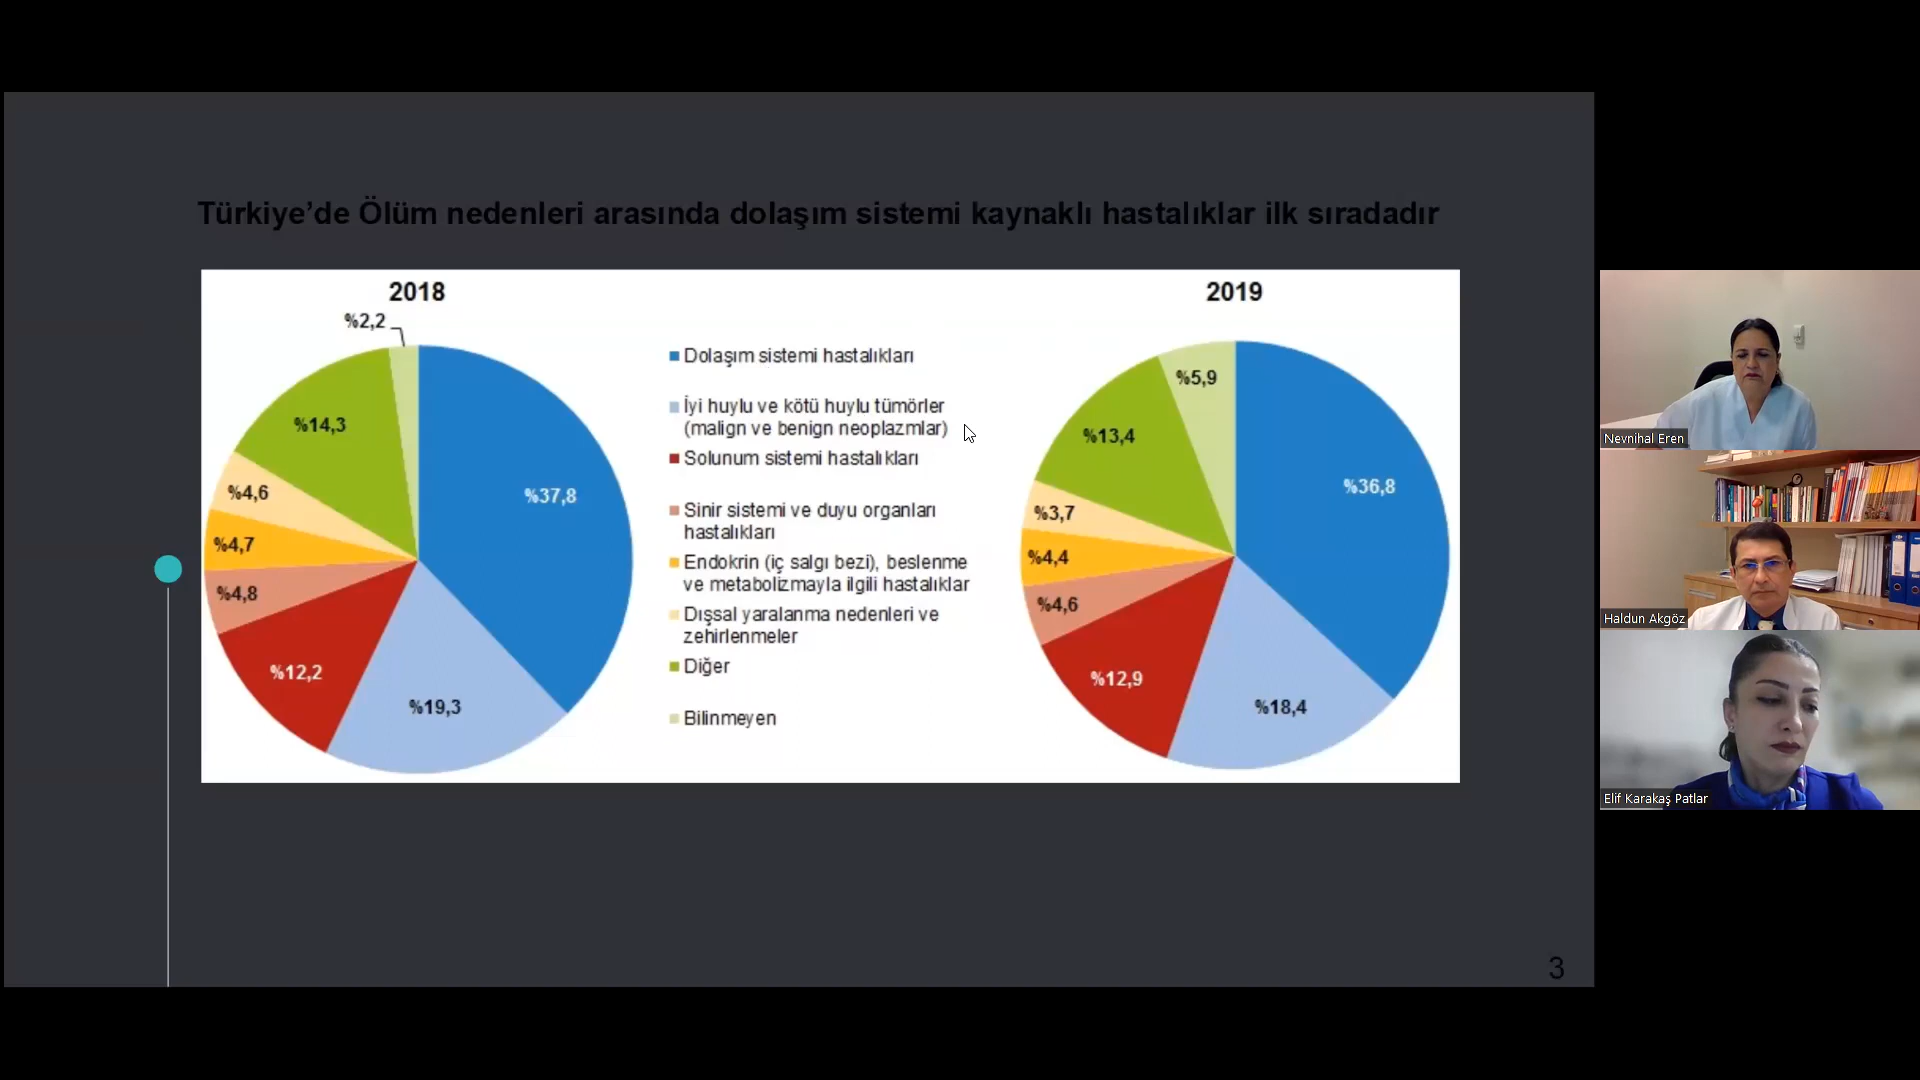 Türkiye’de Ölüm nedenleri arasında dolaşım sistemi kaynaklı hastalıklar ilk sıradadır
2018
%2,2
%37,8
%19,3
%12,2
%4,8
%4,7
%4,6
%14,3
Dolaşım sistemi hastalıkları
İyi huylu ve kötü huylu tümörler
(malign ve benign neoplazmlar)
Solunum sistemi hastalıkları
Sinir sistemi ve duyu organları
hastalıkları
Endokrin (iç salgı bezi), beslenme
ve metabolizmayla ilgili hastalıklar
Dışsal yaralanma nedenleri ve
zehirlenmeler
Diğer
Bilinmeyen
2019
%5,9
%36,8
%18,4
%12,9
%4,6
%4,4
%3,7
%13,4
3
Nevnihal Eren
Haldun Akgöz
Elif Karakaş Patlar